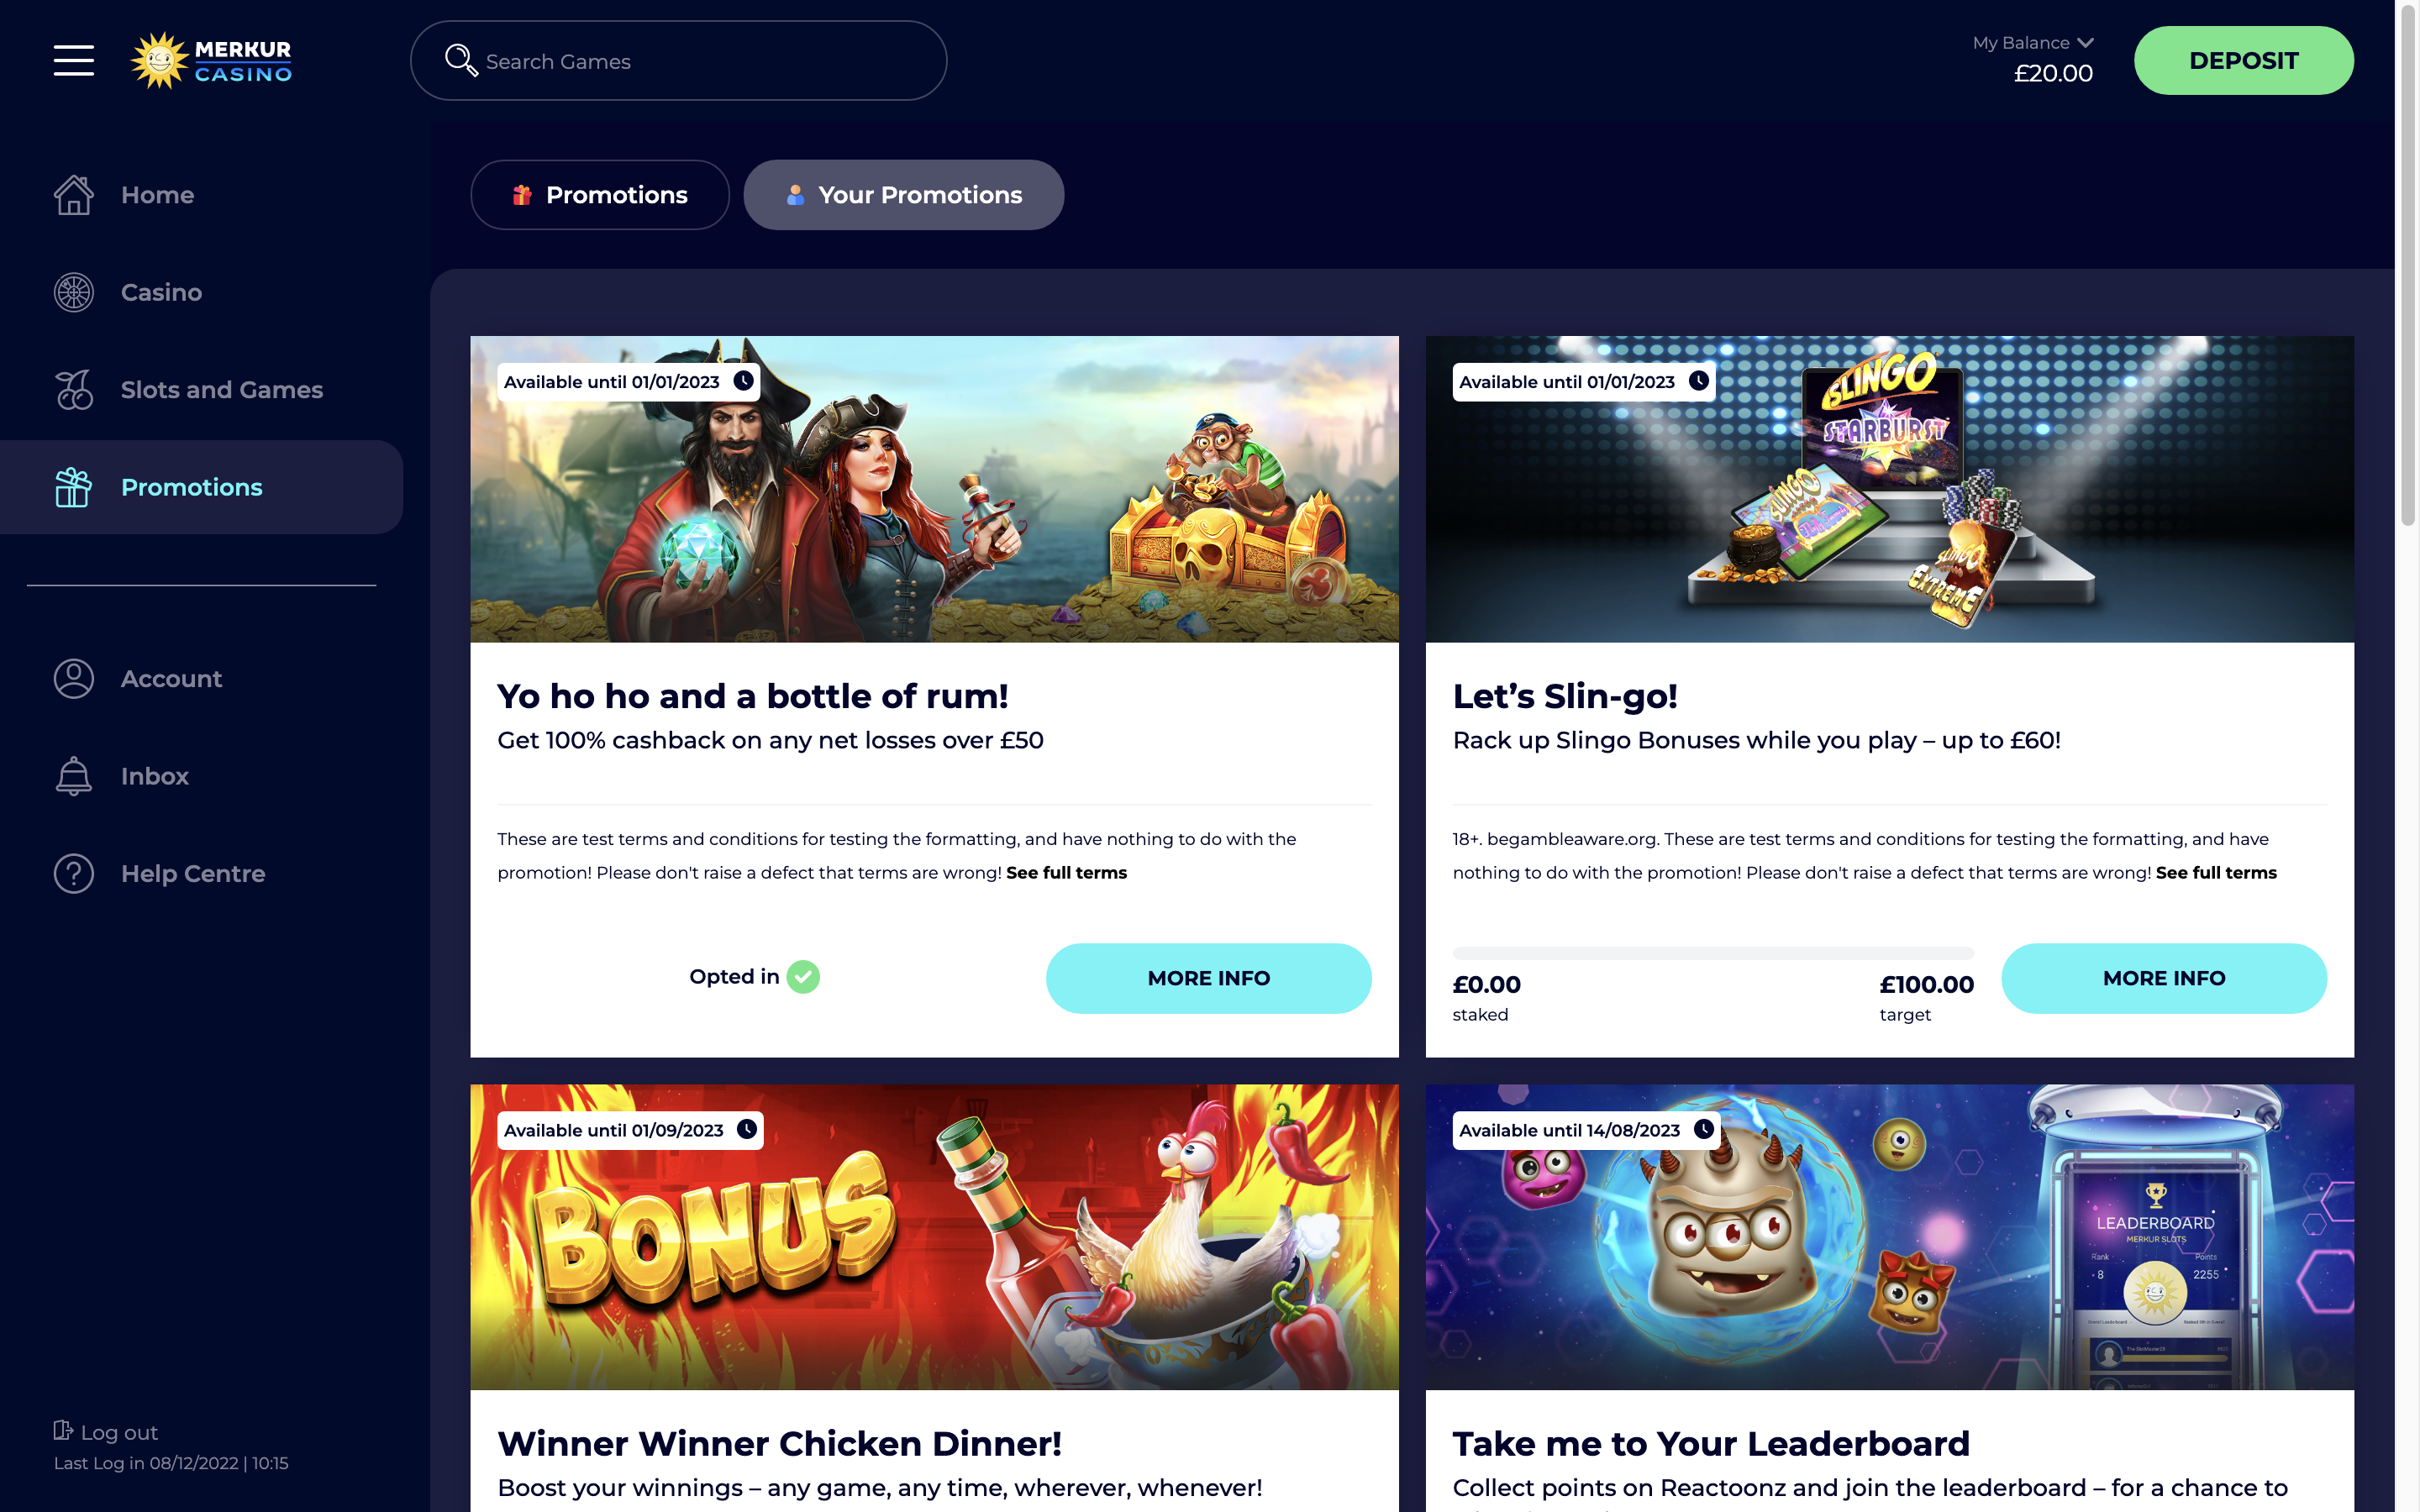 MERKUR
CASINO
Search Games
My Balance
£20.00
DEPOSIT
Home
Casino
Slots and Games
Promotions
Account
Inbox
Help Centre
Log out
Last Log in 08/12/2022 | 10:15
Promotions
Your Promotions
Available until 01/01/2023
Yo ho ho and a bottle of rum!
Get 100% cashback on any net losses over £50
These are test terms and conditions for testing the formatting, and have nothing to do with the
promotion! Please don't raise a defect that terms are wrong! See full terms
Opted in
MORE INFO
Available until 01/01/2023
SLINGO
STARBURST
SLINGO
SLINGO
EXTREME
Let’s Slin-go!
Rack up Slingo Bonuses while you play – up to £60!
18+. begambleaware.org. These are test terms and conditions for testing the formatting, and have
nothing to do with the promotion! Please don't raise a defect that terms are wrong! See full terms
£0.00
£100.00
staked
target
MORE INFO
Available until 01/09/2023
BONUS
Winner Winner Chicken Dinner!
Boost your winnings – any game, any time, wherever, whenever!
Available until 14/08/2023
LEADERBOARD
MERKUR SLOTS
Rank
Points
8
2255
Take me to Your Leaderboard
Collect points on Reactoonz and join the leaderboard – for a chance to